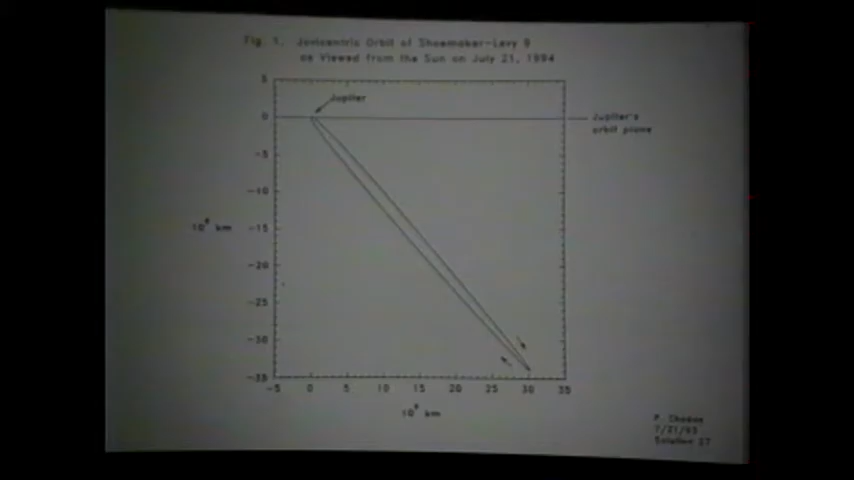 Fig. 1. Jovicentric Orbit of Shoemaker-Levy 9
as Viewed from the Sun on July 21, 1994
5
Jupiter
0
Jupiter's
orbit plane
-5
-10
10⁶ km
-15
-20
-25
-30
-35
-5 0 5 10 15 20 25 30 35
10⁶ km
P. Chodas
7/21/93
Solution 27